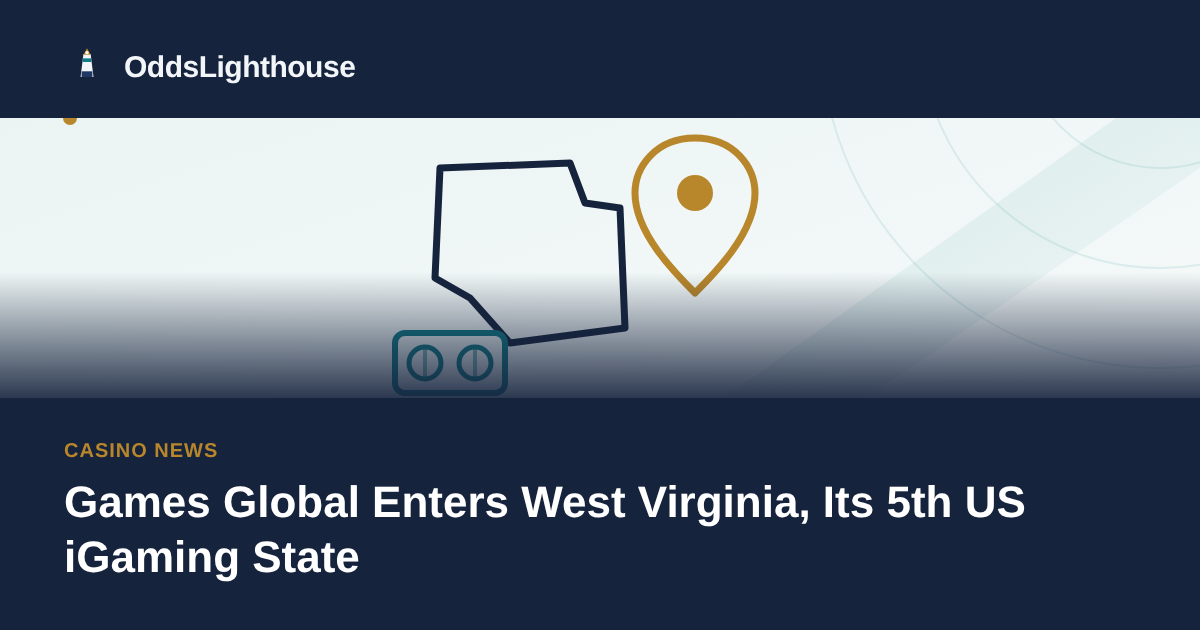 OddsLighthouse
CASINO NEWS
Games Global Enters West Virginia, Its 5th US
iGaming State